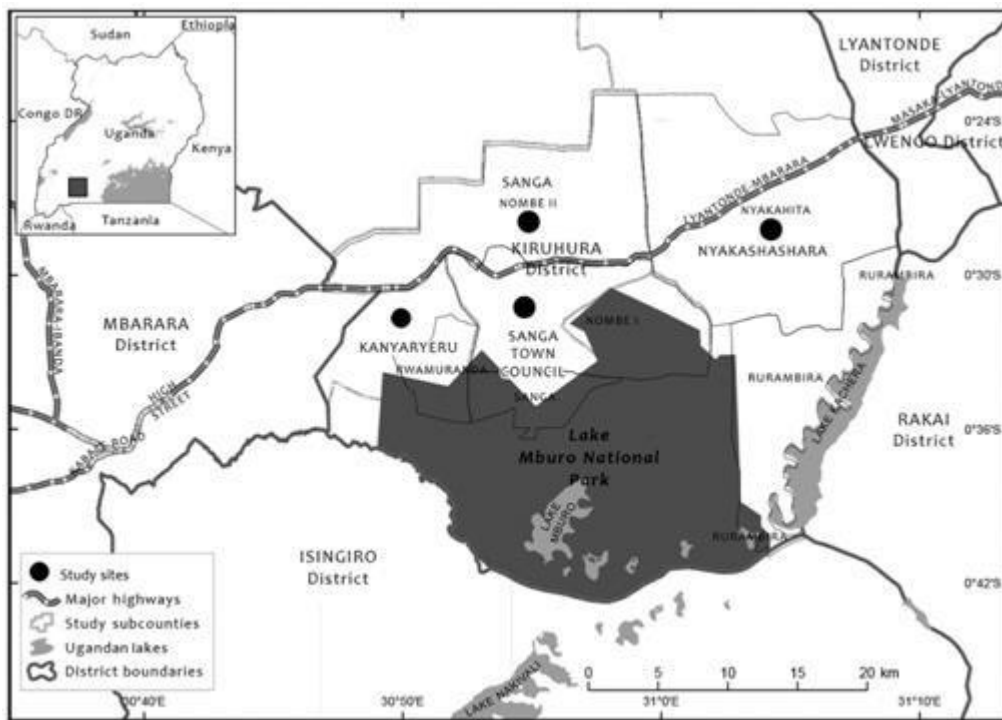 Ethiopia
Sudan
Congo DR
Uganda
Kenya
Rwanda
Tanzania
LYANTONDE
District
MASAKA-LYANTONDE
0°24'S
LWENGO District
SANGA
NOMBE II
LYANTONDE-MBARARA
NYAKAHITA
NYAKASHASHARA
KIRUHURA
District
RURAMBIRA
0°30'S
MBARARA-IBANDA
MBARARA
District
KANYARYERU
NOMBE I
SANGA
TOWN
COUNCIL
RWAMURANDA
SANGA
RURAMBIRA
LAKE KACHERA
HIGH
STREET
KABALE ROAD
RAKAI
District
0°36'S
Lake
Mburo National
Park
LAKE
MBURO
RURAMBIRA
ISINGIRO
District
0°42'S
Study sites
Major highways
Study subcounties
Ugandan lakes
District boundaries
LAKE NAKIVALI
0 5 10 15 20 km
30°40'E
30°50'E
31°0'E
31°10'E